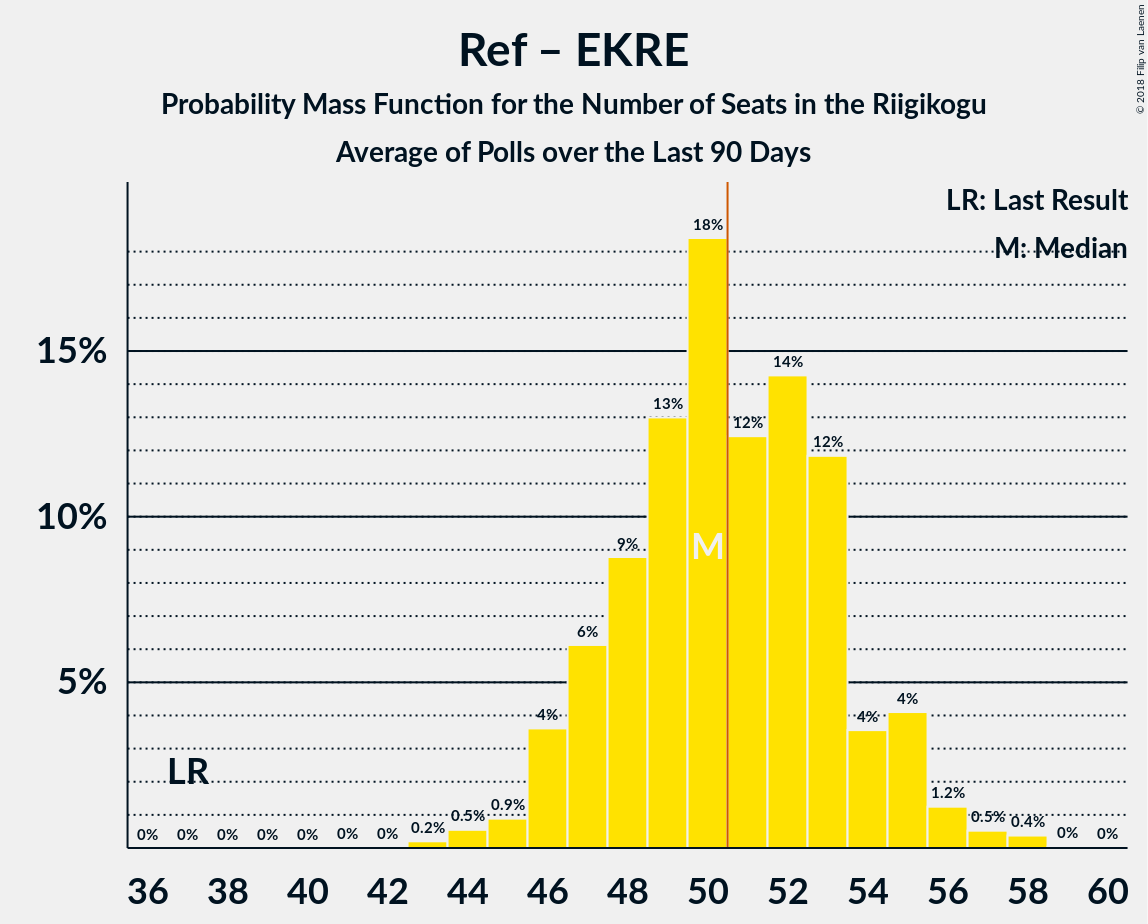 Ref – EKRE
Probability Mass Function for the Number of Seats in the Riigikogu
Average of Polls over the Last 90 Days
© 2018 Filip van Laenen
LR: Last Result
M: Median
15%
10%
5%
0% 0% 0% 0% 0% 0% 0% 0.2% 0.5% 0.9% 4% 6% 9% 13% 18% 12% 14% 12% 4% 4% 1.2% 0.5% 0.4% 0% 0%
M
LR
36 38 40 42 44 46 48 50 52 54 56 58 60